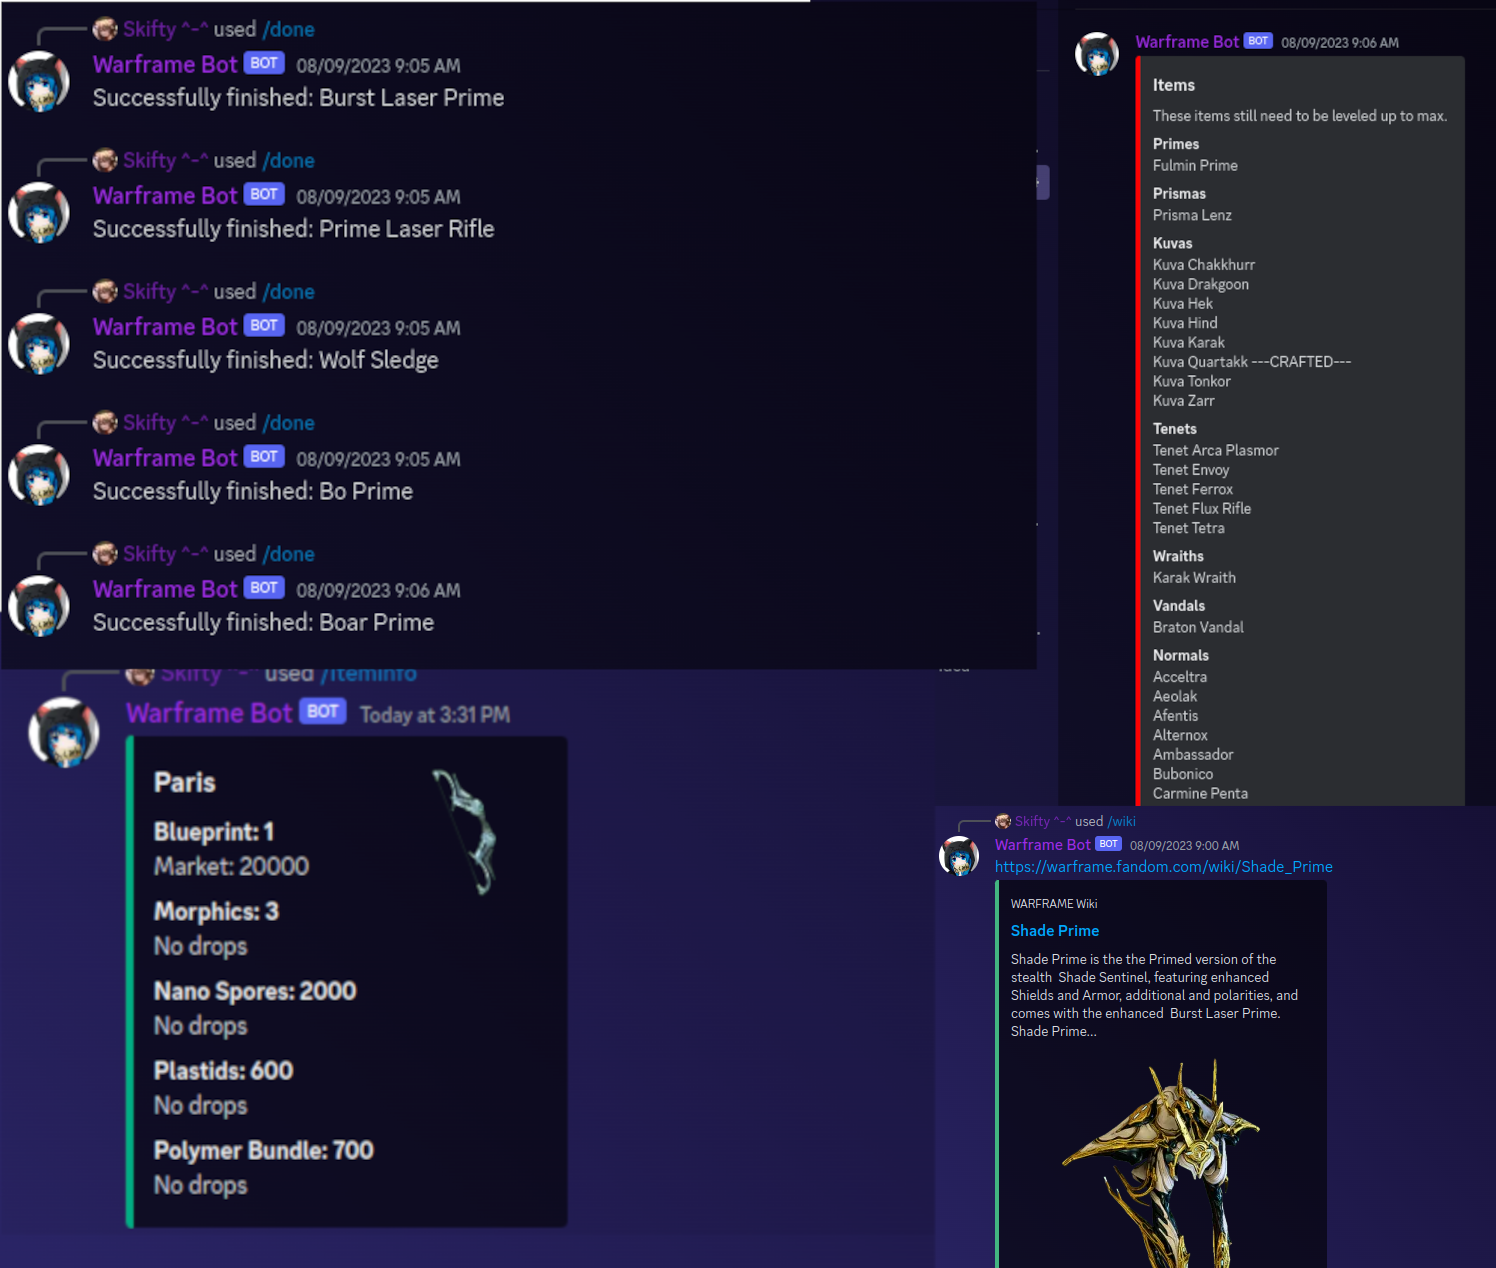 Skifty ^-^ used /done
Warframe Bot BOT 08/09/2023 9:05 AM
Successfully finished: Burst Laser Prime
Skifty ^-^ used /done
Warframe Bot BOT 08/09/2023 9:05 AM
Successfully finished: Prime Laser Rifle
Skifty ^-^ used /done
Warframe Bot BOT 08/09/2023 9:05 AM
Successfully finished: Wolf Sledge
Skifty ^-^ used /done
Warframe Bot BOT 08/09/2023 9:05 AM
Successfully finished: Bo Prime
Skifty ^-^ used /done
Warframe Bot BOT 08/09/2023 9:06 AM
Successfully finished: Boar Prime
Skifty ^-^ used /iteminfo
Warframe Bot BOT Today at 3:31 PM
Paris
Blueprint: 1
Market: 20000
Morphics: 3
No drops
Nano Spores: 2000
No drops
Plastids: 600
No drops
Polymer Bundle: 700
No drops
Warframe Bot BOT 08/09/2023 9:06 AM
Items
These items still need to be leveled up to max.
Primes
Fulmin Prime
Prismas
Prisma Lenz
Kuvas
Kuva Chakkhurr
Kuva Drakgoon
Kuva Hek
Kuva Hind
Kuva Karak
Kuva Quartakk ---CRAFTED---
Kuva Tonkor
Kuva Zarr
Tenets
Tenet Arca Plasmor
Tenet Envoy
Tenet Ferrox
Tenet Flux Rifle
Tenet Tetra
Wraiths
Karak Wraith
Vandals
Braton Vandal
Normals
Acceltra
Aeolak
Afentis
Alternox
Ambassador
Bubonico
Carmine Penta
Skifty ^-^ used /wiki
Warframe Bot BOT 08/09/2023 9:00 AM
https://warframe.fandom.com/wiki/Shade_Prime
WARFRAME Wiki
Shade Prime
Shade Prime is the the Primed version of the
stealth Shade Sentinel, featuring enhanced
Shields and Armor, additional and polarities, and
comes with the enhanced Burst Laser Prime.
Shade Prime...